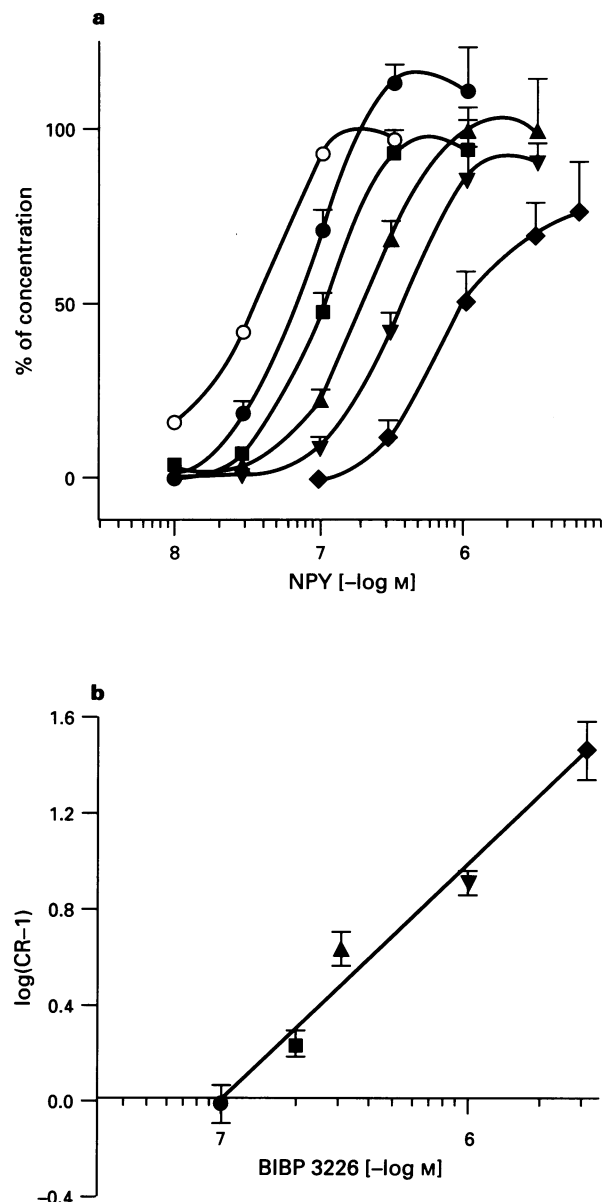 a
% of concentration
100
50
0
8 7 6
NPY [–log M]
b
log(CR–1)
1.6
1.2
0.8
0.4
0.0
–0.4
7 6
BIBP 3226 [–log M]